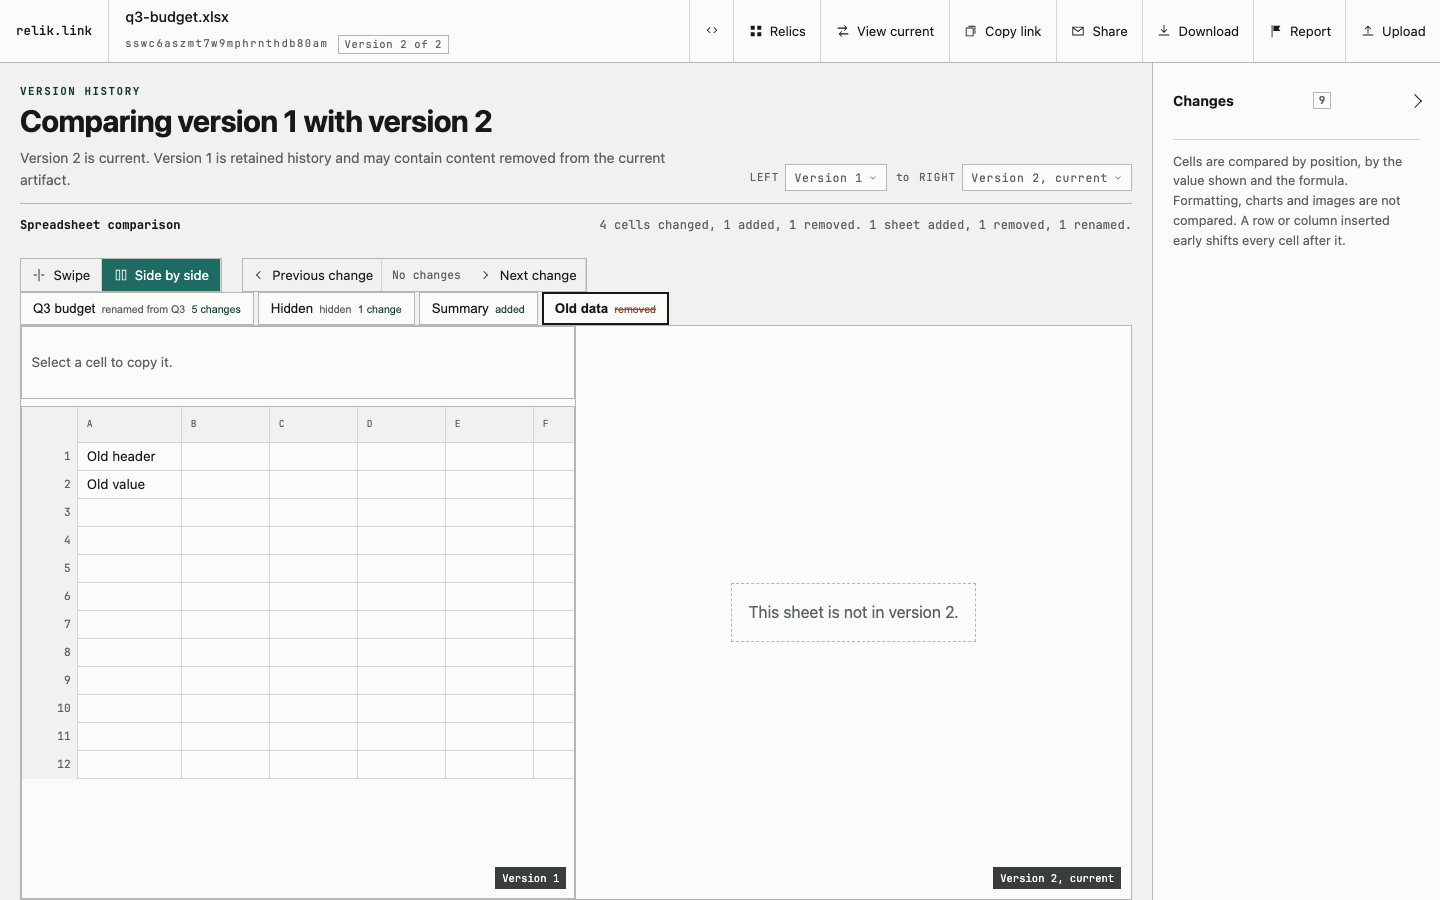 relik.link
q3-budget.xlsx
sswc6aszmt7w9mphrnthdb80am
Version 2 of 2
Relics
View current
Copy link
Share
Download
Report
Upload
VERSION HISTORY
Comparing version 1 with version 2
Version 2 is current. Version 1 is retained history and may contain content removed from the current
artifact.
LEFT Version 1 to RIGHT Version 2, current
Spreadsheet comparison
4 cells changed, 1 added, 1 removed. 1 sheet added, 1 removed, 1 renamed.
Swipe
Side by side
Previous change
No changes
Next change
Q3 budget renamed from Q3 5 changes
Hidden hidden 1 change
Summary added
Old data removed
Select a cell to copy it.
A B C D E F
1 Old header
2 Old value
3
4
5
6
7
8
9
10
11
12
Version 1
This sheet is not in version 2.
Version 2, current
Changes 9
Cells are compared by position, by the
value shown and the formula.
Formatting, charts and images are not
compared. A row or column inserted
early shifts every cell after it.